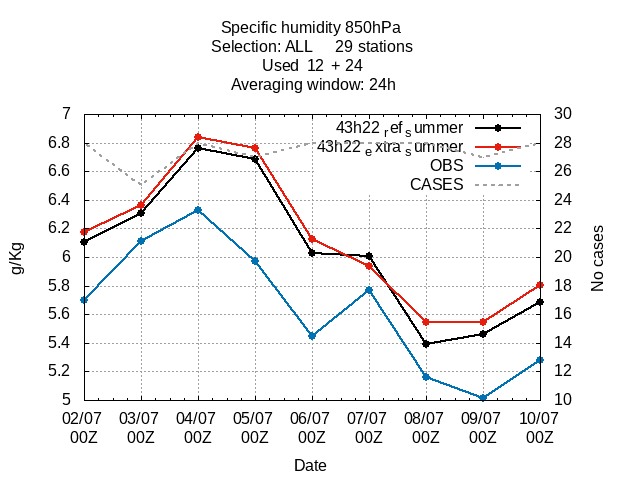 Specific humidity 850hPa
Selection: ALL 29 stations
Used 12 + 24
Averaging window: 24h
7 30
43h22 refsummer
6.8 28
43h22 extrasummer
OBS
6.6 26
CASES
6.4 24
6.2 22
6 20
5.8 18
5.6 16
5.4 14
5.2 12
5 10
g/Kg
No cases
02/07 03/07 04/07 05/07 06/07 07/07 08/07 09/07 10/07
00Z 00Z 00Z 00Z 00Z 00Z 00Z 00Z 00Z
Date